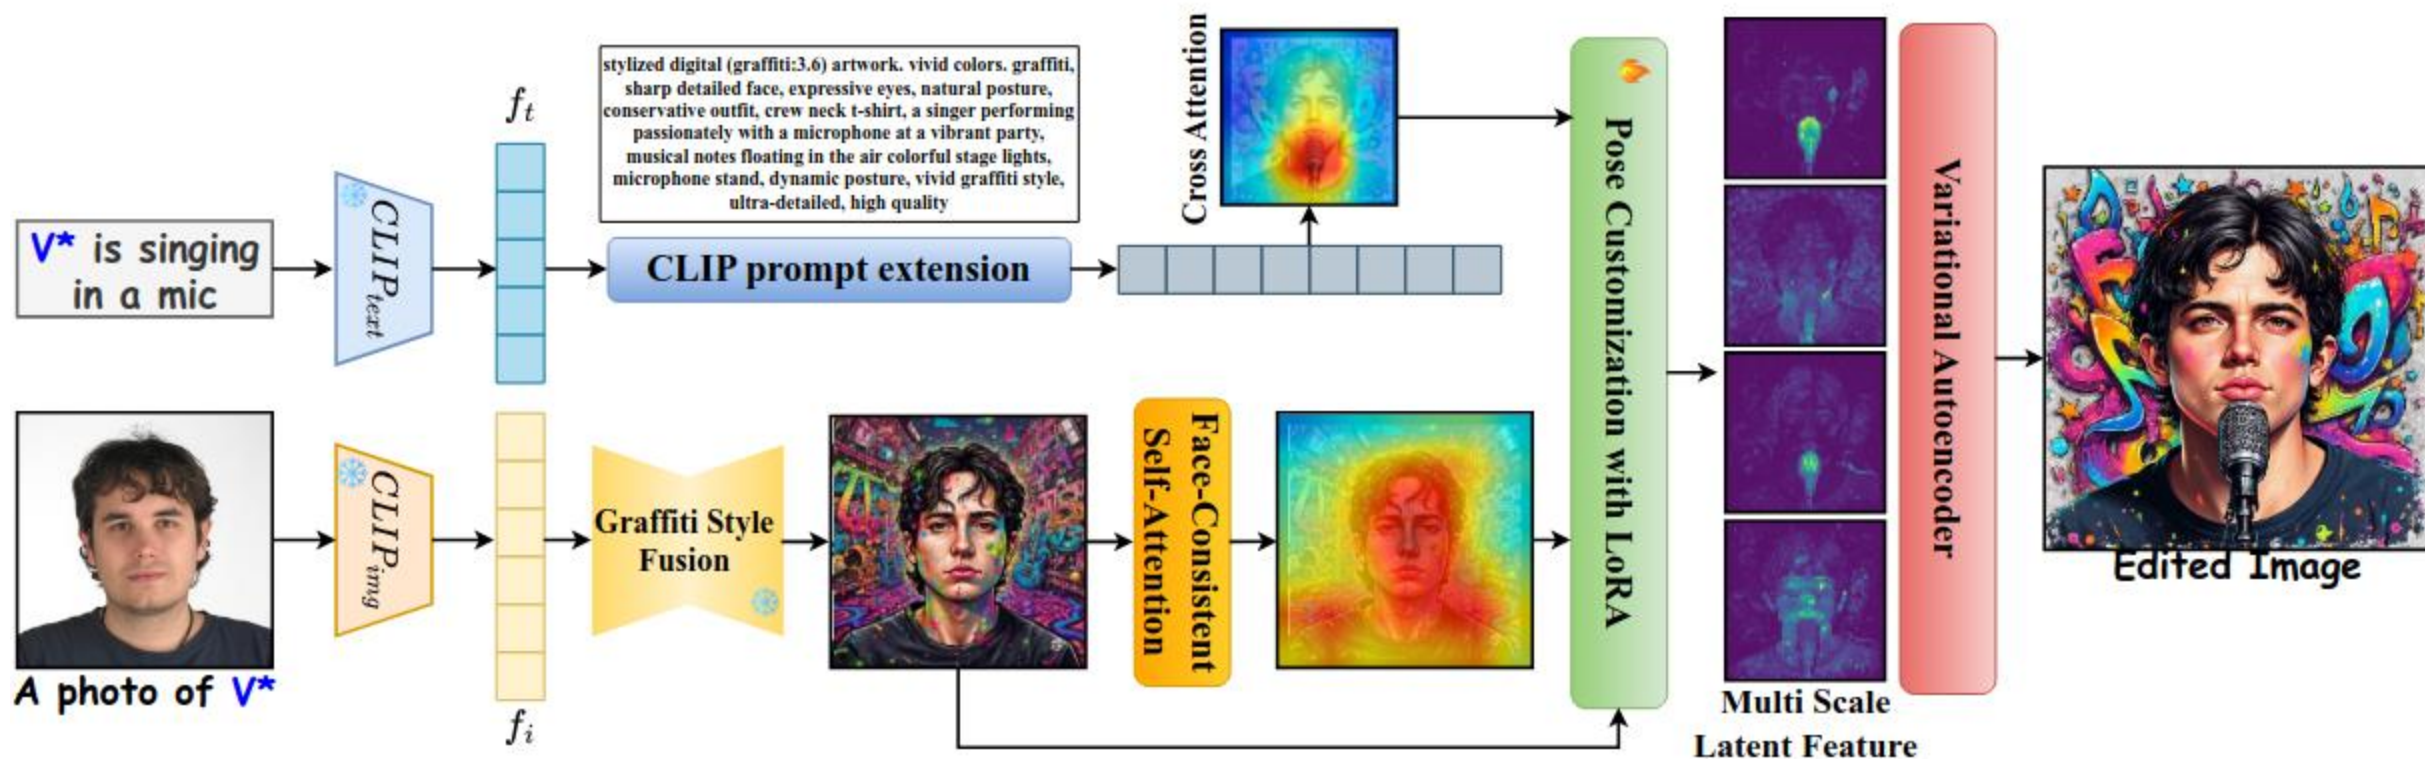 V* is singing
in a mic
CLIP_text
f_t
stylized digital (graffiti:3.6) artwork. vivid colors. graffiti,
sharp detailed face, expressive eyes, natural posture,
conservative outfit, crew neck t-shirt, a singer performing
passionately with a microphone at a vibrant party,
musical notes floating in the air colorful stage lights,
microphone stand, dynamic posture, vivid graffiti style,
ultra-detailed, high quality
CLIP prompt extension
Cross Attention
A photo of V*
CLIP_img
f_i
Graffiti Style
Fusion
Face-Consistent
Self-Attention
Pose Customization with LoRA
Multi Scale
Latent Feature
Variational Autoencoder
Edited Image